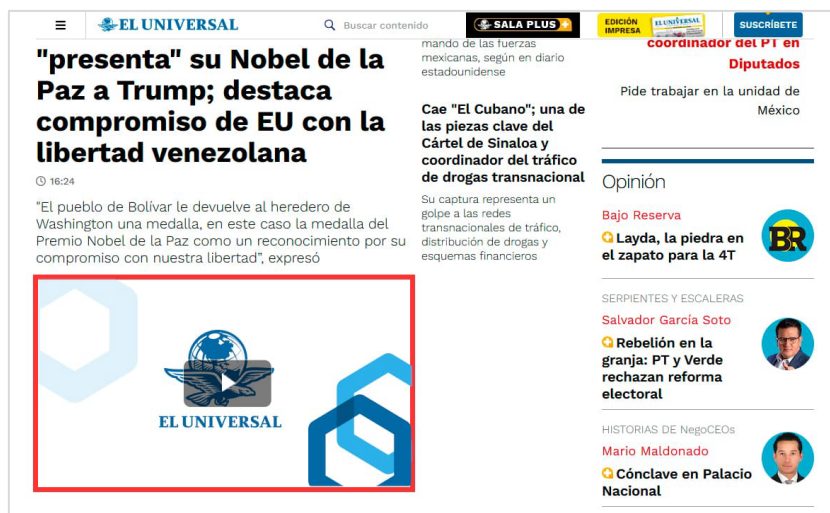 EL UNIVERSAL
Buscar contenido
SALA PLUS
EDICIÓN
IMPRESA
EL UNIVERSAL
SUSCRÍBETE
"presenta" su Nobel de la
Paz a Trump; destaca
compromiso de EU con la
libertad venezolana
16:24
"El pueblo de Bolívar le devuelve al heredero de
Washington una medalla, en este caso la medalla del
Premio Nobel de la Paz como un reconocimiento por su
compromiso con nuestra libertad", expresó
EL UNIVERSAL
mando de las fuerzas
mexicanas, según en diario
estadounidense
Cae "El Cubano"; una de
las piezas clave del
Cártel de Sinaloa y
coordinador del tráfico
de drogas transnacional
Su captura representa un
golpe a las redes
transnacionales de tráfico,
distribución de drogas y
esquemas financieros
coordinador del PT en
Diputados
Pide trabajar en la unidad de
México
Opinión
Bajo Reserva
Layda, la piedra en
el zapato para la 4T
BR
SERPIENTES Y ESCALERAS
Salvador García Soto
Rebelión en la
granja: PT y Verde
rechazan reforma
electoral
HISTORIAS DE NegoCEOs
Mario Maldonado
Cónclave en Palacio
Nacional